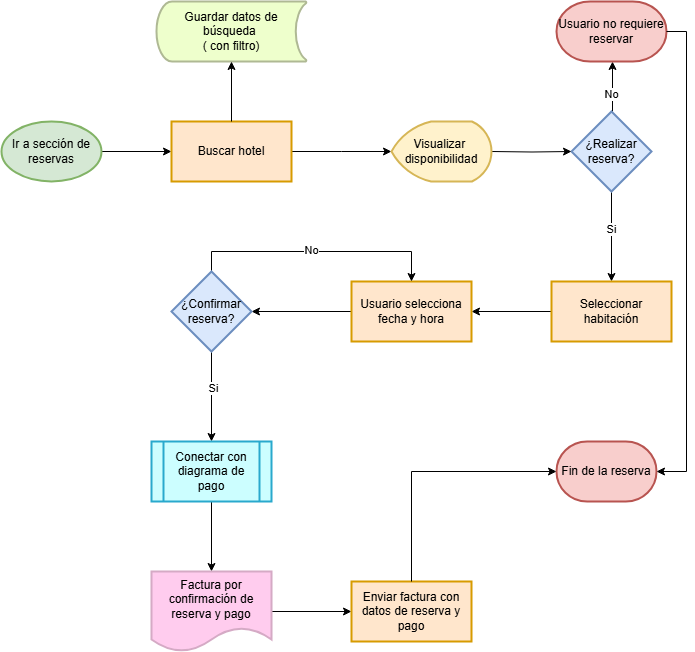 Guardar datos de
búsqueda
( con filtro)
Usuario no requiere
reservar
No
Ir a sección de
reservas
Buscar hotel
Visualizar
disponibilidad
¿Realizar
reserva?
Si
No
¿Confirmar
reserva?
Usuario selecciona
fecha y hora
Seleccionar
habitación
Si
Conectar con
diagrama de
pago
Fin de la reserva
Factura por
confirmación de
reserva y pago
Enviar factura con
datos de reserva y
pago